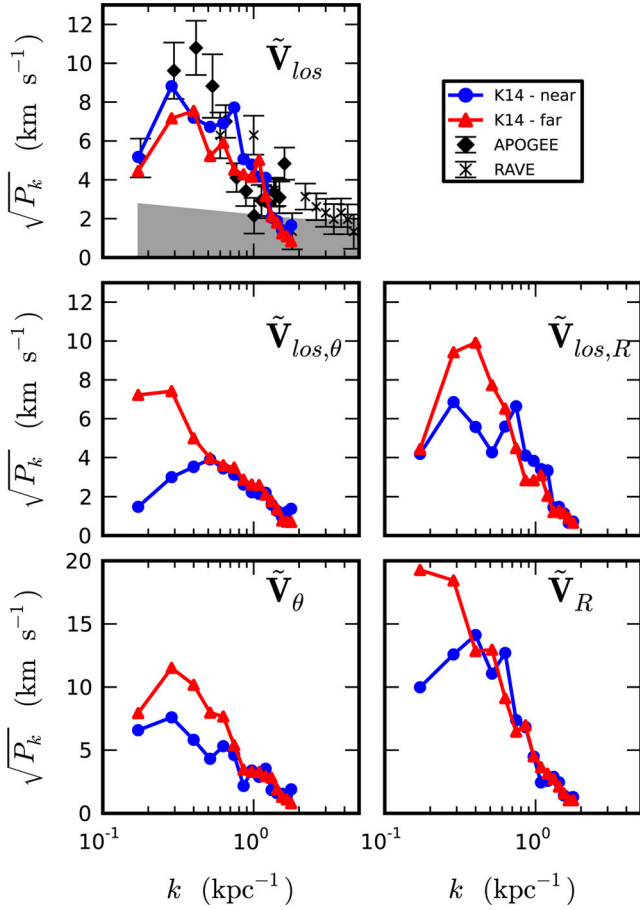 12
10
8
6
4
2
0
√P_k (km s⁻¹)
Ṽ_los
K14 - near
K14 - far
APOGEE
RAVE
12
10
8
6
4
2
0
√P_k (km s⁻¹)
Ṽ_los,θ
Ṽ_los,R
20
15
10
5
0
√P_k (km s⁻¹)
Ṽ_θ
Ṽ_R
10⁻¹ 10⁰ 10⁻¹ 10⁰
k (kpc⁻¹) k (kpc⁻¹)